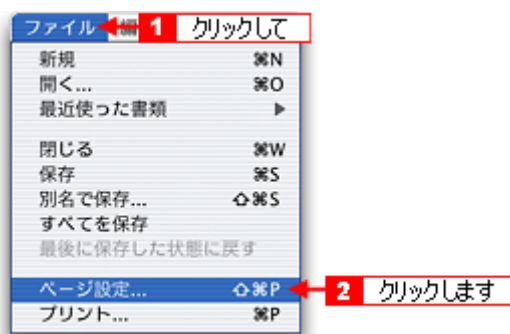 ファイル 編 1 クリックして
新規 ⌘N
開く... ⌘O
最近使った書類 ▶
閉じる ⌘W
保存 ⌘S
別名で保存... ⇧⌘S
すべてを保存
最後に保存した状態に戻す
ページ設定... ⇧⌘P 2 クリックします
プリント... ⌘P